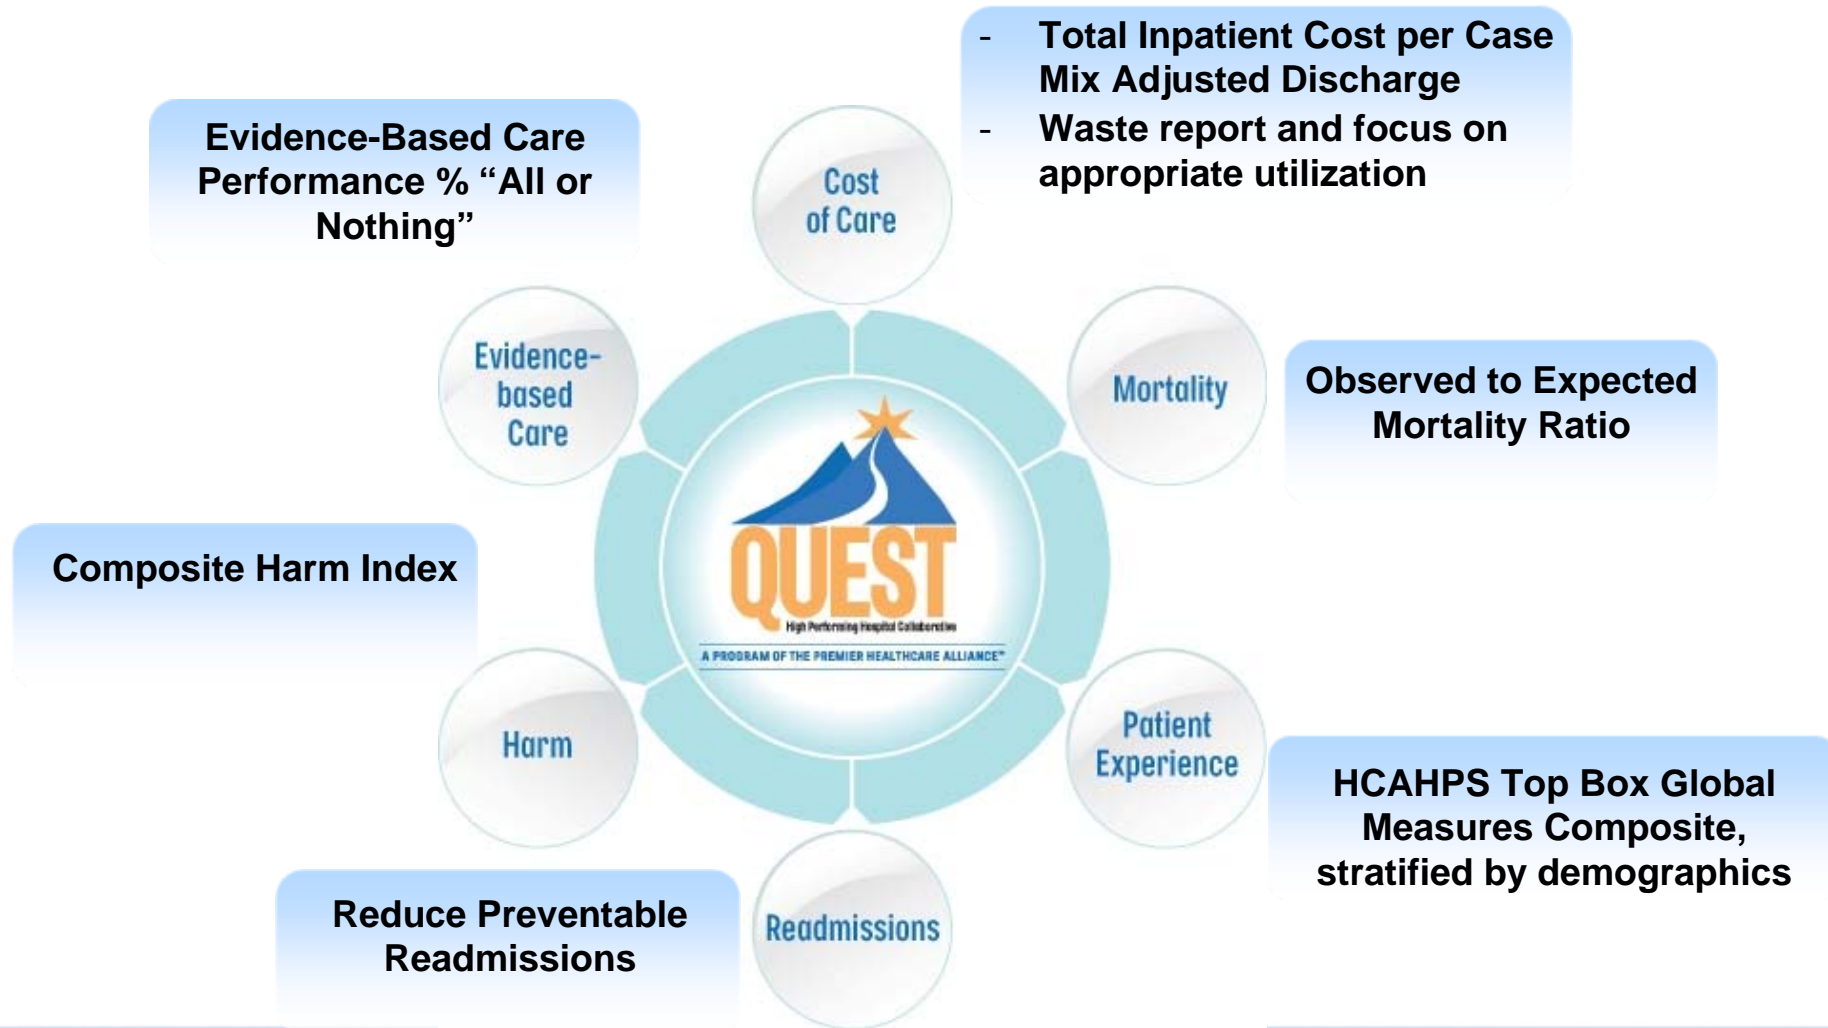 - Total Inpatient Cost per Case
Mix Adjusted Discharge
- Waste report and focus on
appropriate utilization
Evidence-Based Care
Performance % “All or
Nothing”
Cost
of Care
Evidence-
based
Care
Mortality
Observed to Expected
Mortality Ratio
Composite Harm Index
QUEST
High Performing Hospital Collaborative
A PROGRAM OF THE PREMIER HEALTHCARE ALLIANCE™
Harm
Patient
Experience
HCAHPS Top Box Global
Measures Composite,
stratified by demographics
Reduce Preventable
Readmissions
Readmissions